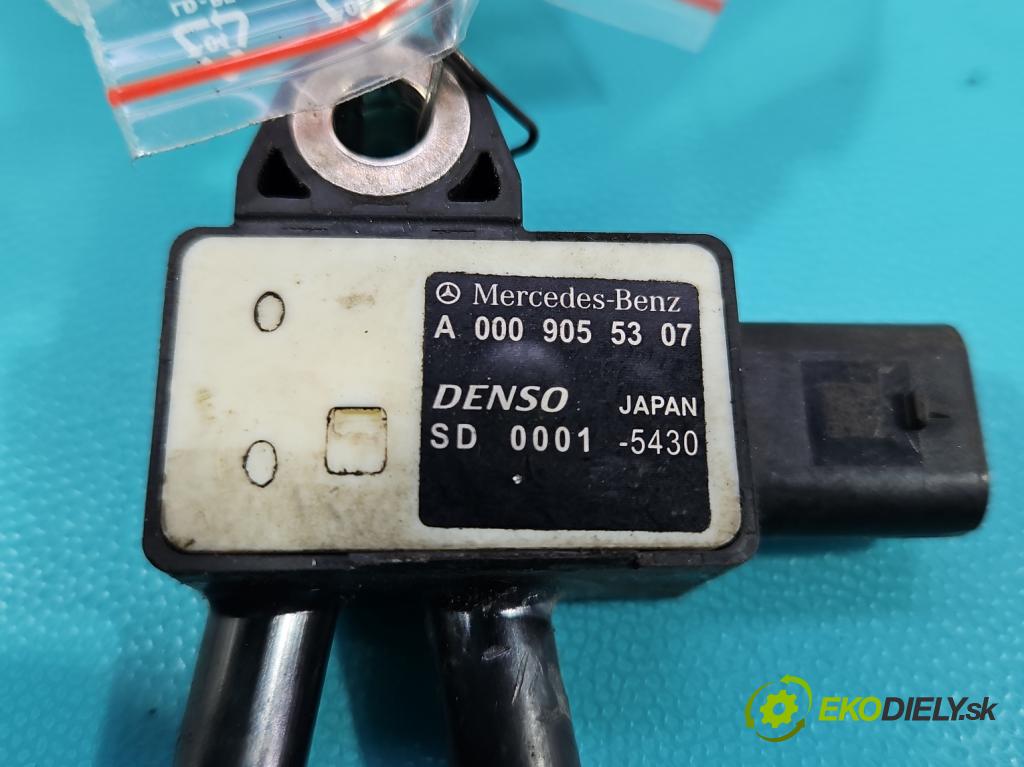 Mercedes-Benz
A 000 905 53 07
DENSO JAPAN
SD 0001 -5430
EKODIELY.sk